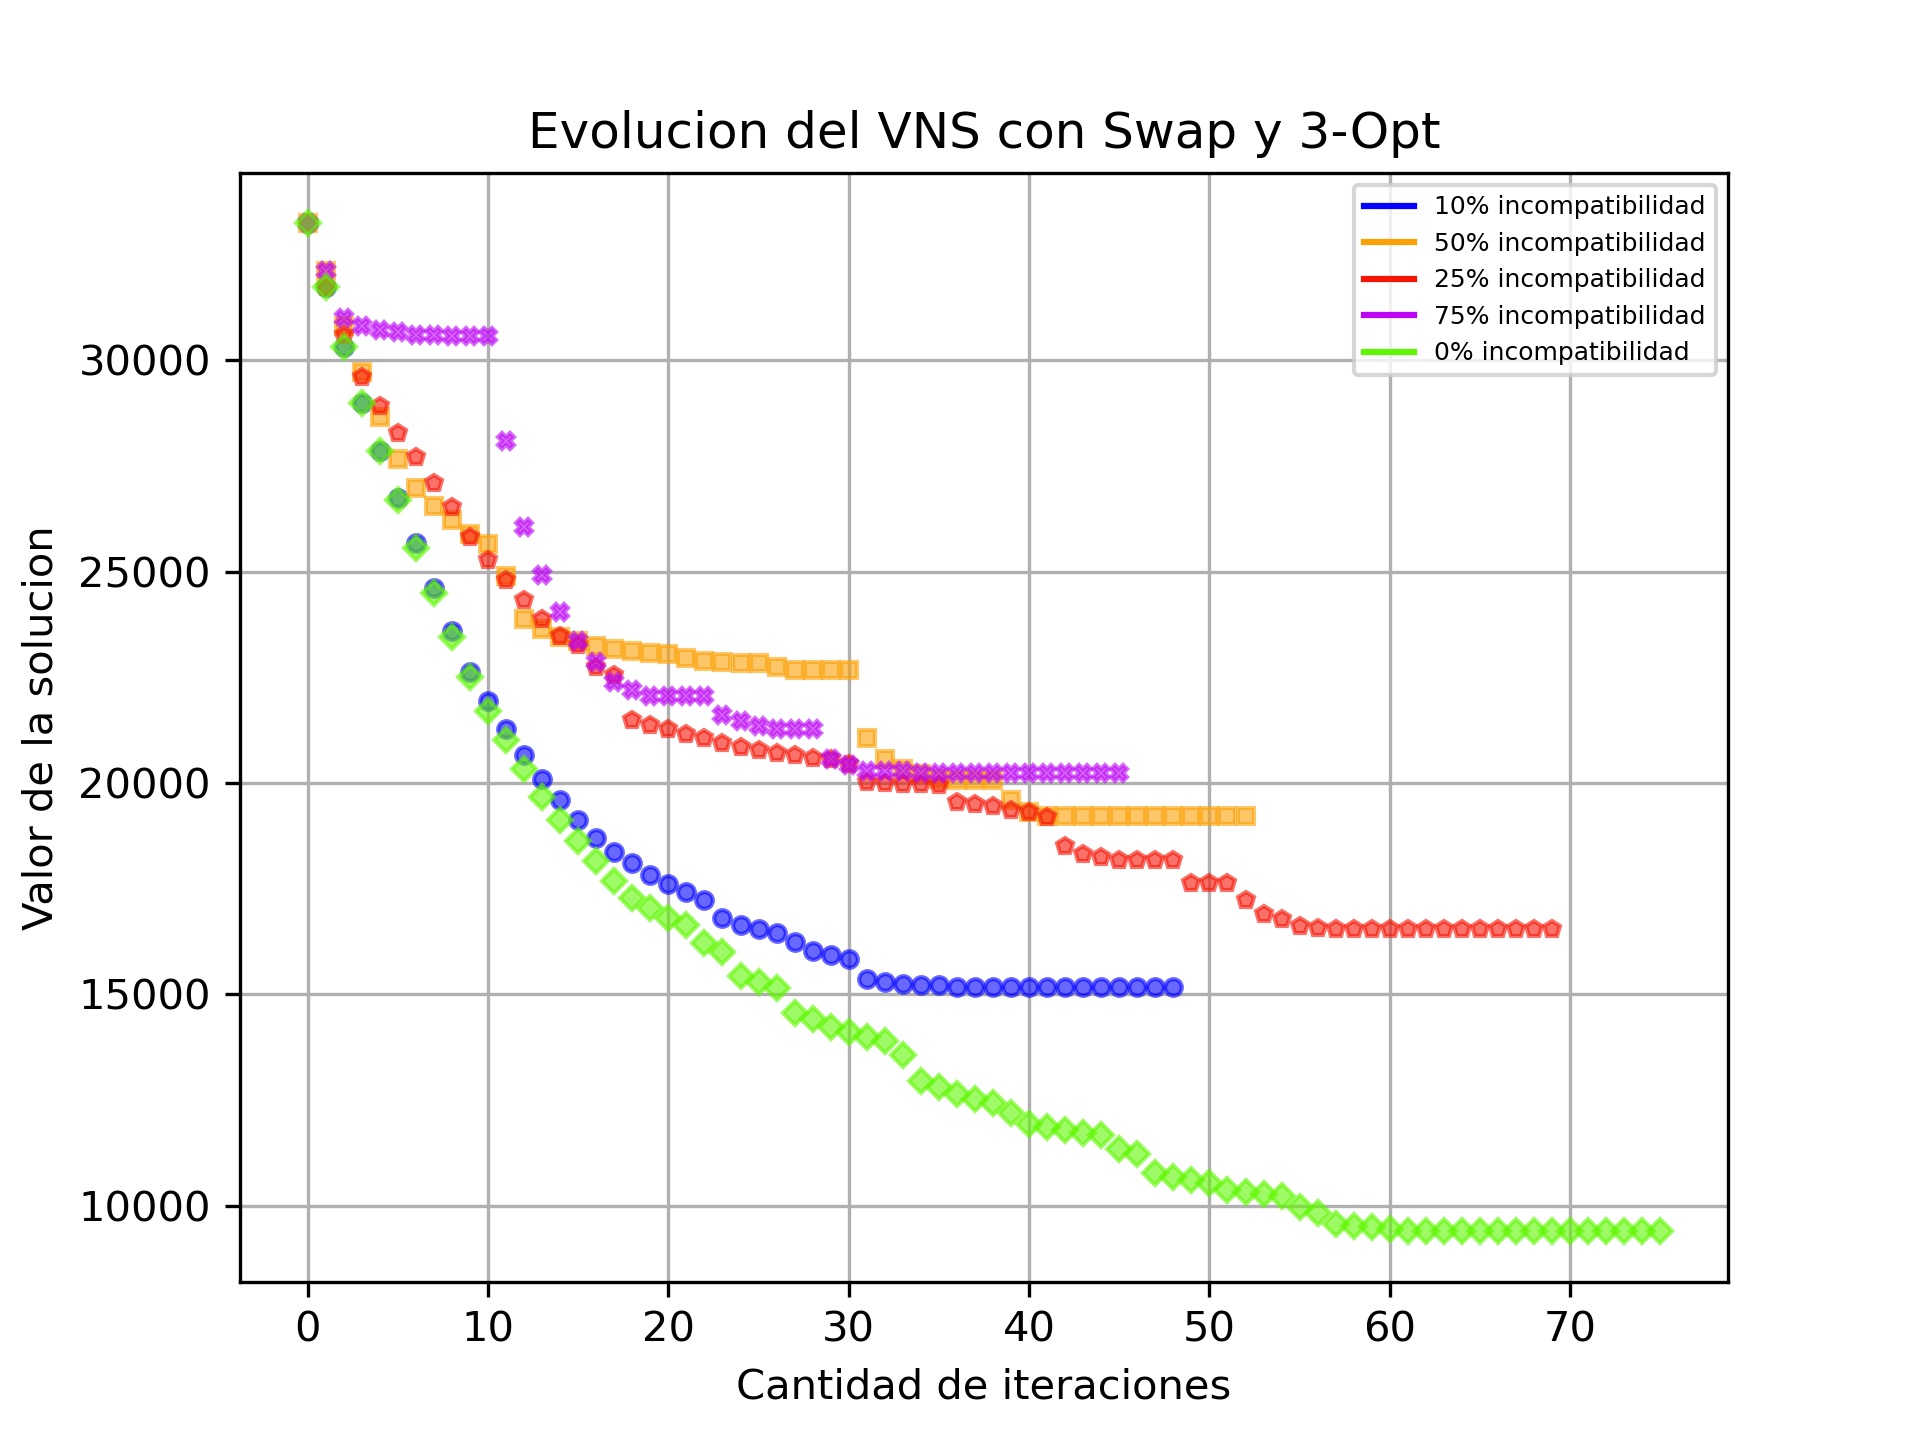 Evolucion del VNS con Swap y 3-Opt
10% incompatibilidad
50% incompatibilidad
25% incompatibilidad
75% incompatibilidad
0% incompatibilidad
Valor de la solucion
30000
25000
20000
15000
10000
0 10 20 30 40 50 60 70
Cantidad de iteraciones